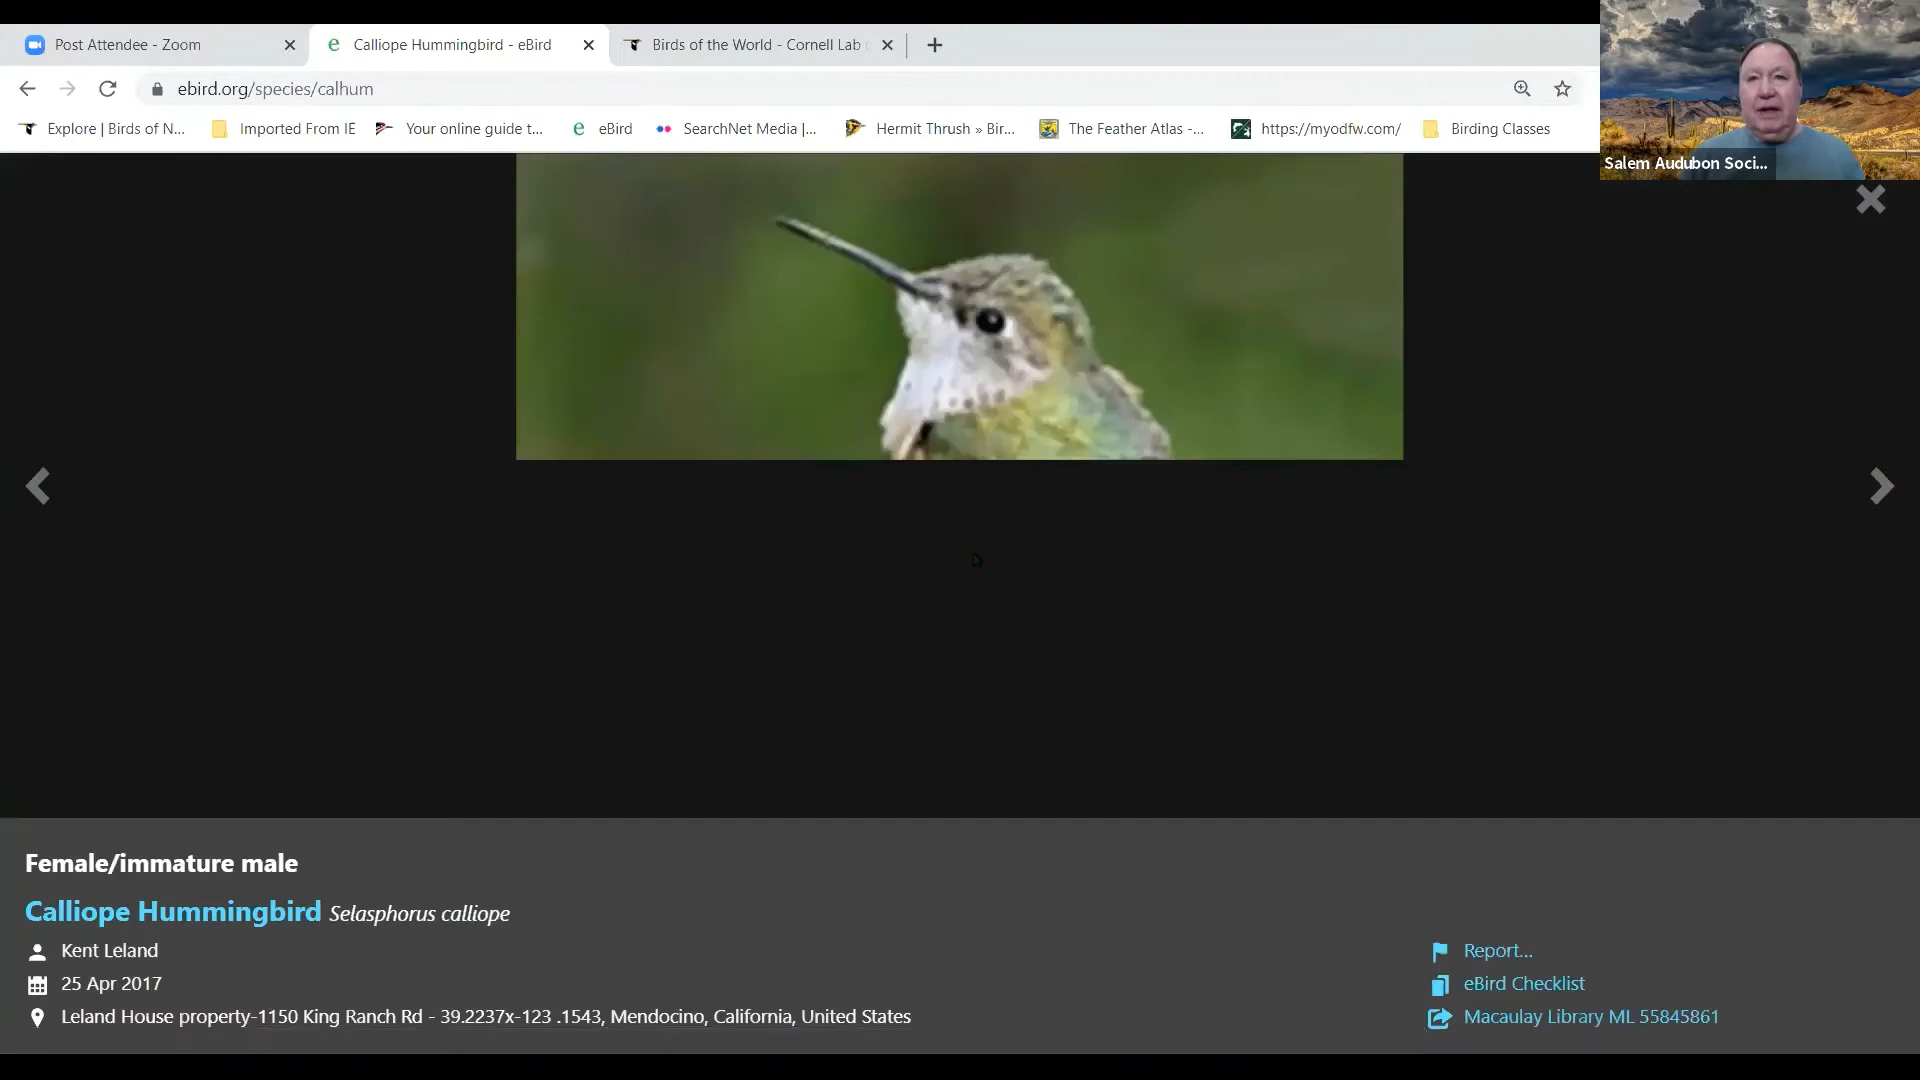 Post Attendee - Zoom
Calliope Hummingbird - eBird
Birds of the World - Cornell Lab
ebird.org/species/calhum
Explore | Birds of N...
Imported From IE
Your online guide t...
eBird
SearchNet Media |...
Hermit Thrush » Bir...
The Feather Atlas -...
https://myodfw.com/
Birding Classes
Salem Audubon Soci...
Female/immature male
Calliope Hummingbird Selasphorus calliope
Kent Leland
25 Apr 2017
Leland House property-1150 King Ranch Rd - 39.2237x-123 .1543, Mendocino, California, United States
Report...
eBird Checklist
Macaulay Library ML 55845861